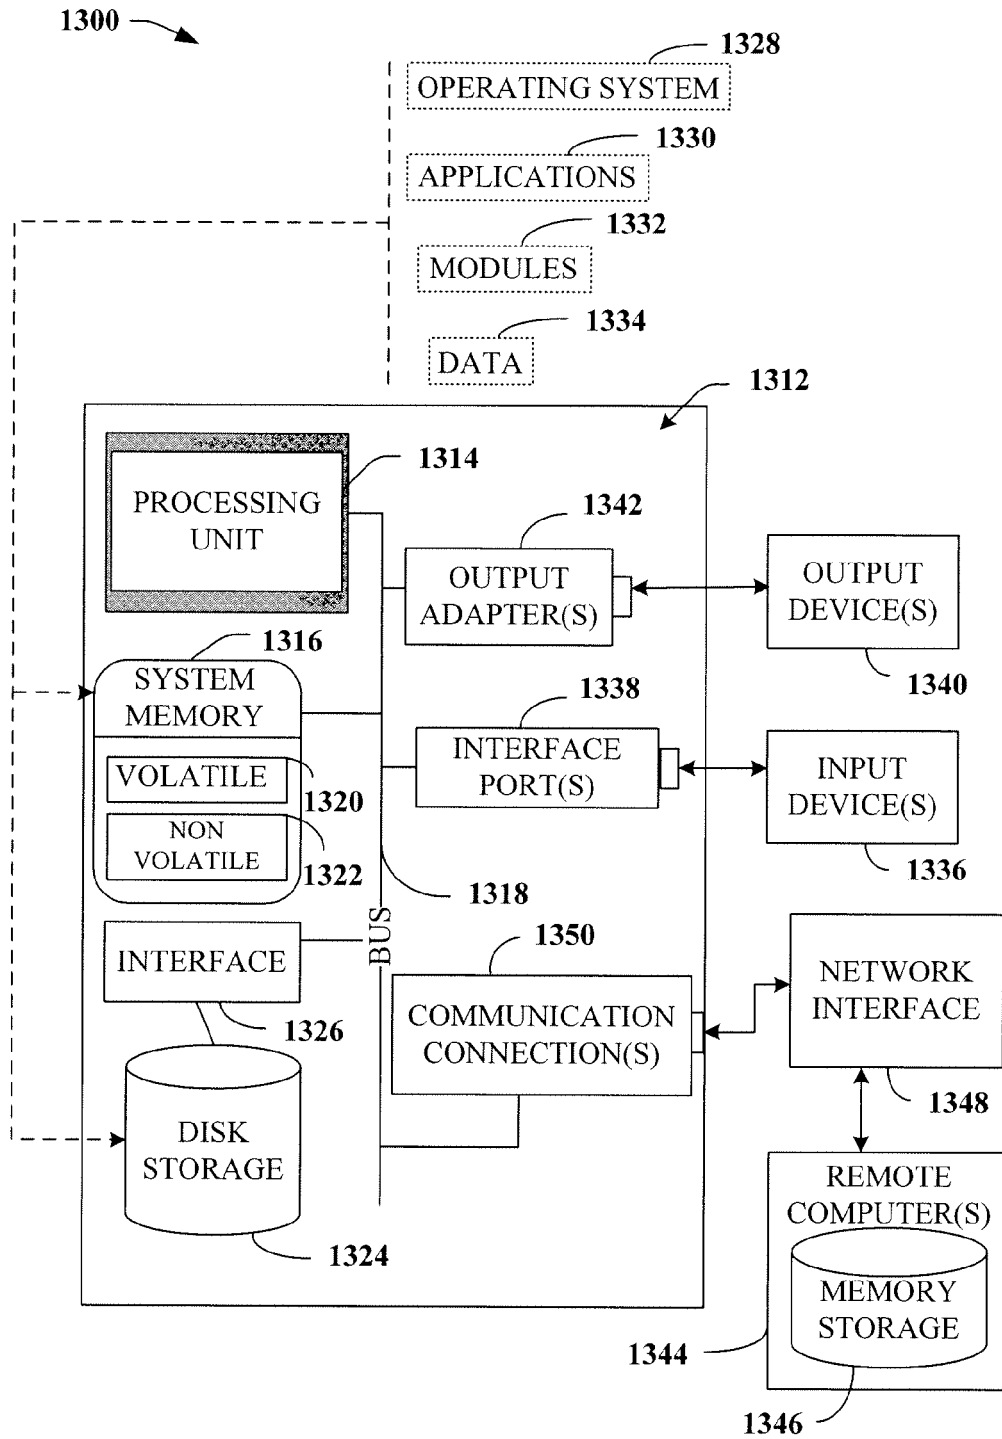 1300
1328
OPERATING SYSTEM
1330
APPLICATIONS
1332
MODULES
1334
DATA
1312
1314
PROCESSING
UNIT
1342
OUTPUT
ADAPTER(S)
OUTPUT
DEVICE(S)
1340
1316
SYSTEM
MEMORY
1338
INTERFACE
PORT(S)
INPUT
DEVICE(S)
1336
VOLATILE
1320
NON
VOLATILE
1322
1318
BUS
1350
INTERFACE
1326
COMMUNICATION
CONNECTION(S)
NETWORK
INTERFACE
1348
DISK
STORAGE
1324
REMOTE
COMPUTER(S)
MEMORY
STORAGE
1344
1346